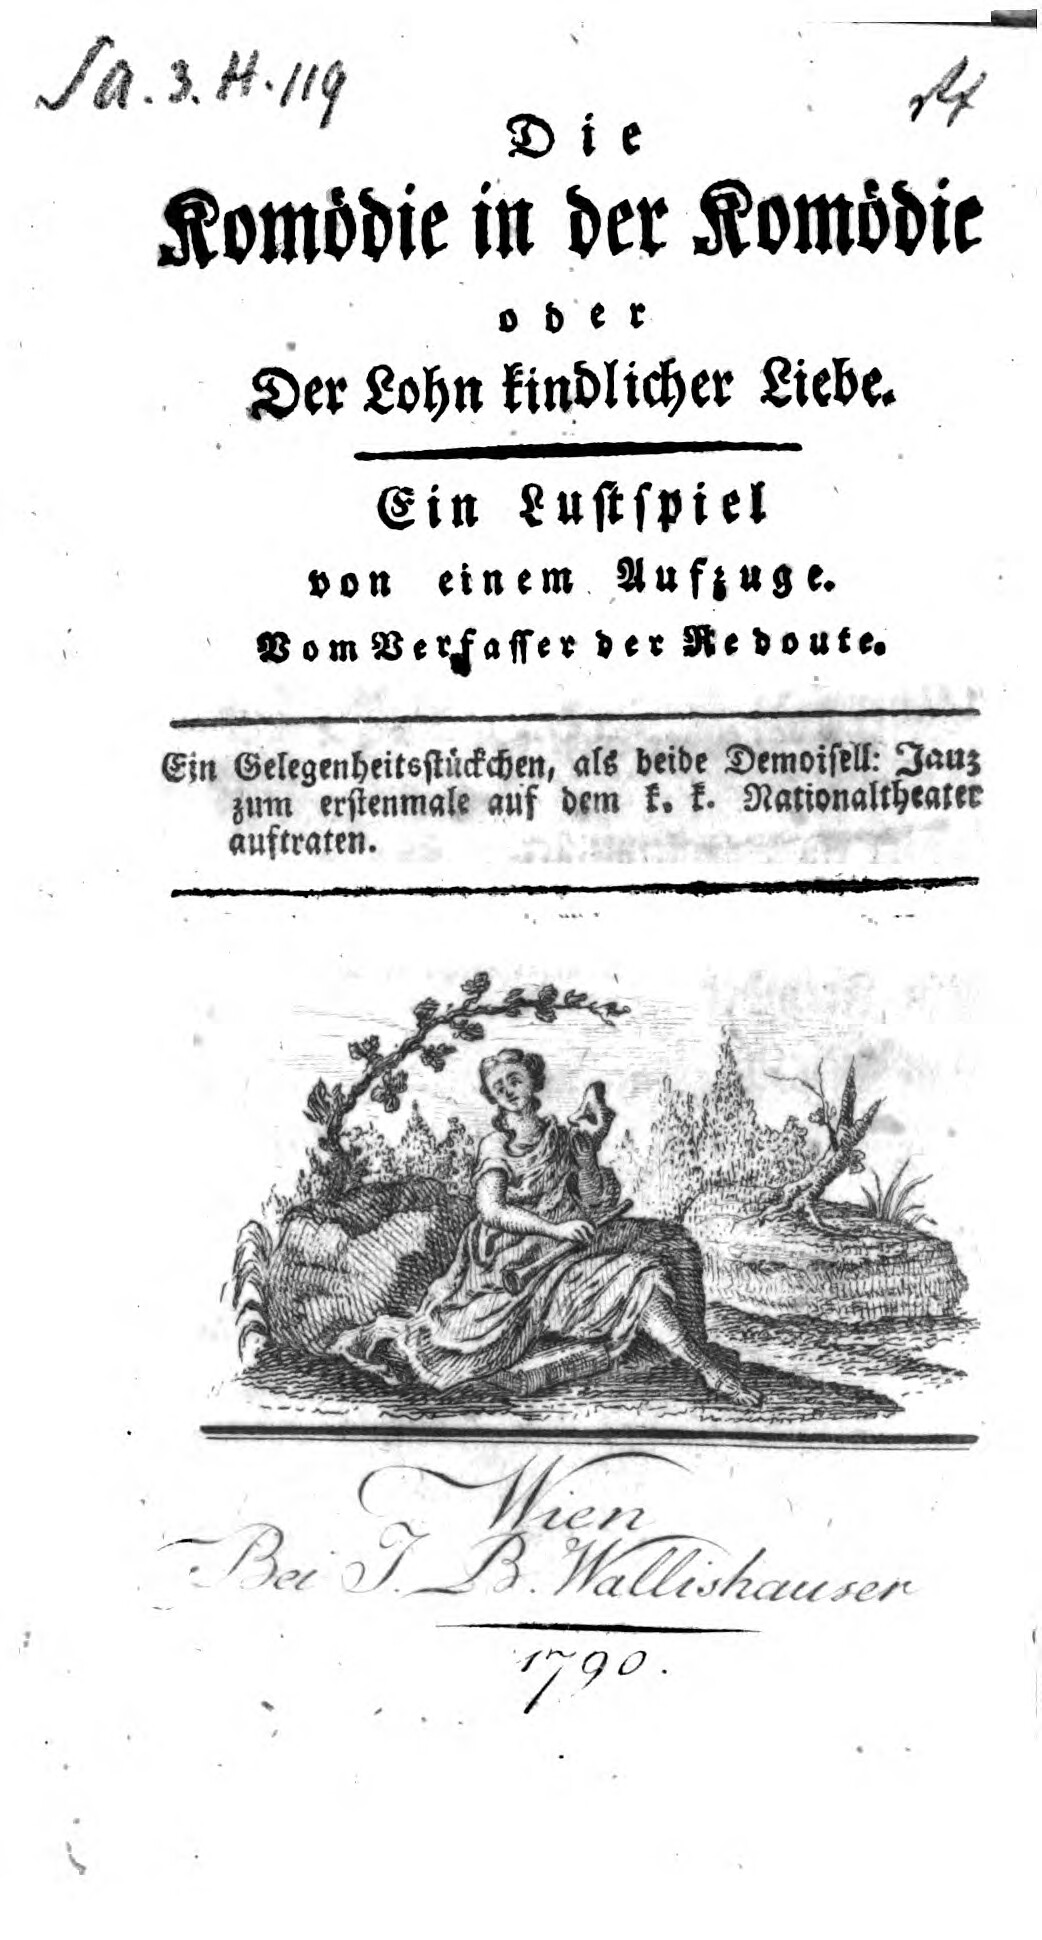 Sa. 3. H. 119
Die
Komödie in der Komödie
oder
Der Lohn kindlicher Liebe.
Ein Lustspiel
von einem Aufzuge.
Vom Verfasser der Redoute.
Ein Gelegenheitsstückchen, als beide Demoisell: Jauz
zum erstenmale auf dem k. k. Nationaltheater
auftraten.
Wien
Bei J. B. Wallishauser
1790.